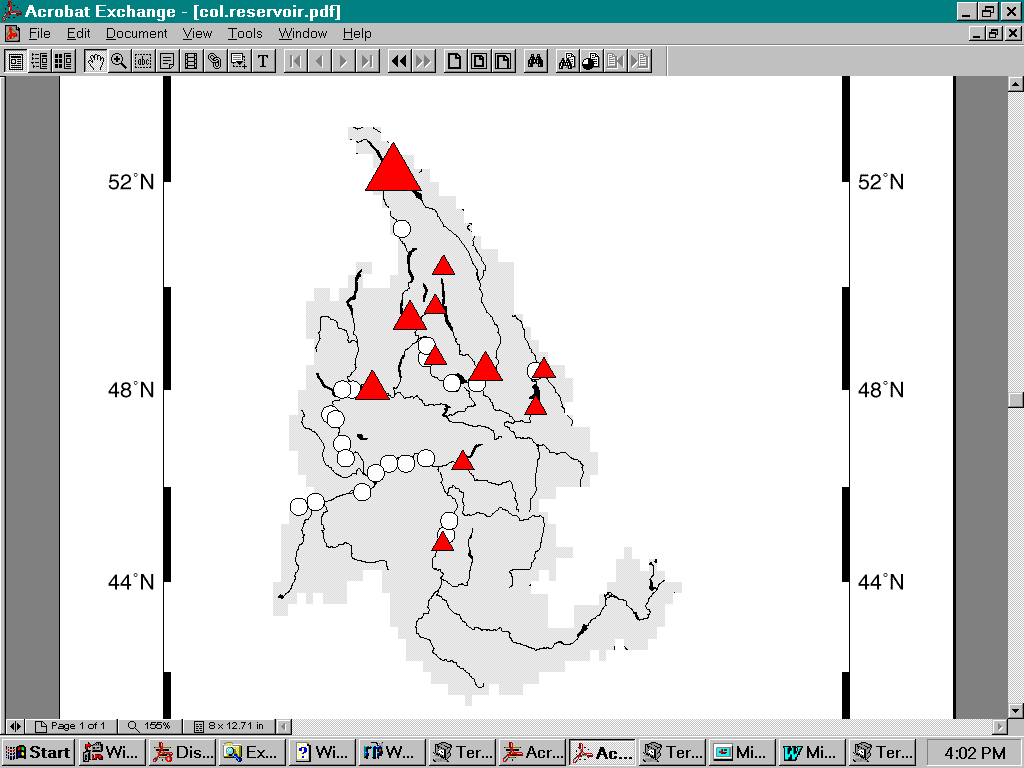 Acrobat Exchange - [col.reservoir.pdf]
File Edit Document View Tools Window Help
abc T
52°N 52°N
48°N 48°N
44°N 44°N
Page 1 of 1 155% 8 x 12.71 in
Start Wi... Dis... Ex... ? Wi... FTP W... Ter... Acr... Ac... Ter... Mi... W Mi... Ter... 4:02 PM